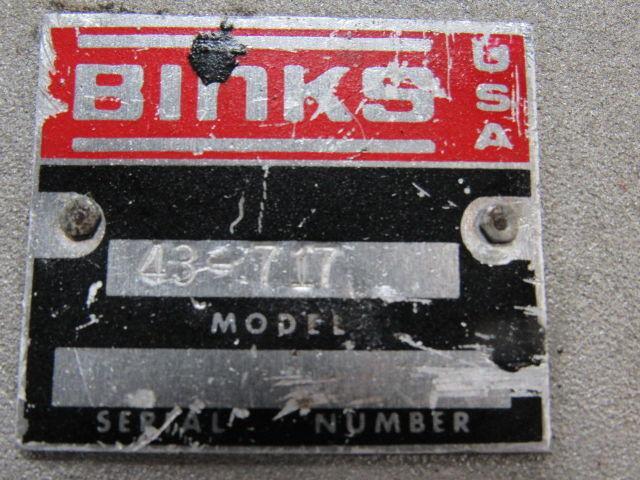 BINKS USA
43-717
MODEL
SERIAL NUMBER